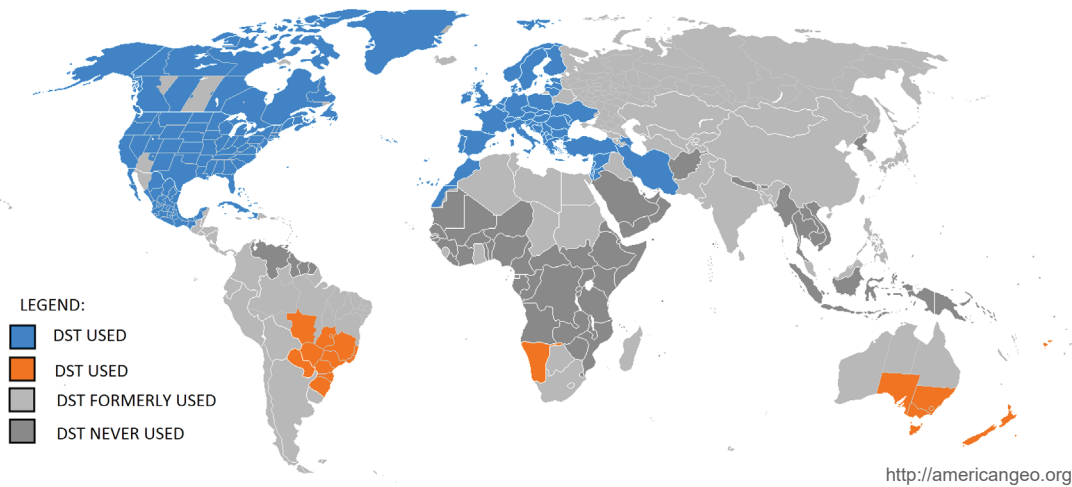 LEGEND:
DST USED
DST USED
DST FORMERLY USED
DST NEVER USED
http://americangeo.org